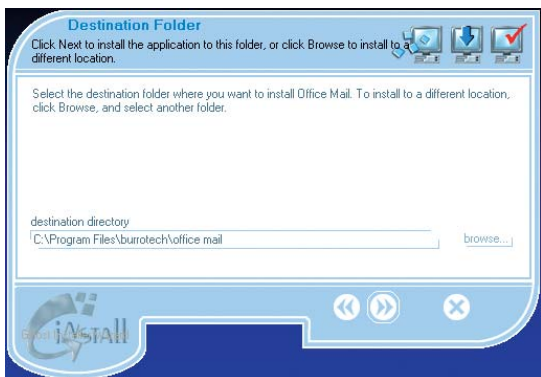 Destination Folder
Click Next to install the application to this folder, or click Browse to install to a
different location.
Select the destination folder where you want to install Office Mail. To install to a different location,
click Browse, and select another folder.
destination directory
C:\Program Files\burrotech\office mail
browse...
iNSTAll